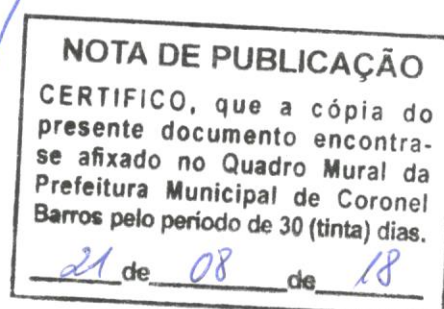 NOTA DE PUBLICAÇÃO
CERTIFICO, que a cópia do
presente documento encontra-
se afixado no Quadro Mural da
Prefeitura Municipal de Coronel
Barros pelo período de 30 (tinta) dias.
21 de 08 de 18